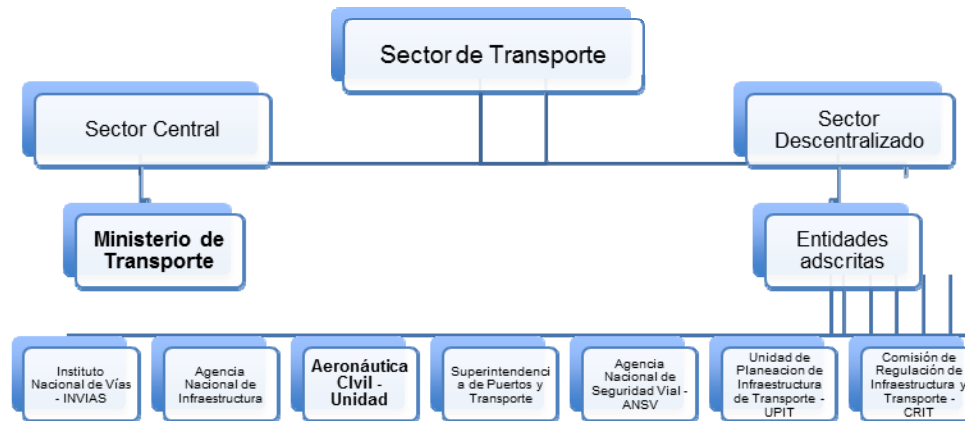 Sector de Transporte
Sector Central
Sector
Descentralizado
Ministerio de
Transporte
Entidades
adscritas
Instituto
Nacional de Vías
- INVIAS
Agencia
Nacional de
Infraestructura
Aeronáutica
CIvil -
Unidad
Superintendenci
a de Puertos y
Transporte
Agencia
Nacional de
Seguridad Vial -
ANSV
Unidad de
Planeacion de
Infraestructura
de Transporte -
UPIT
Comisión de
Regulación de
Infraestructura y
Transporte -
CRIT